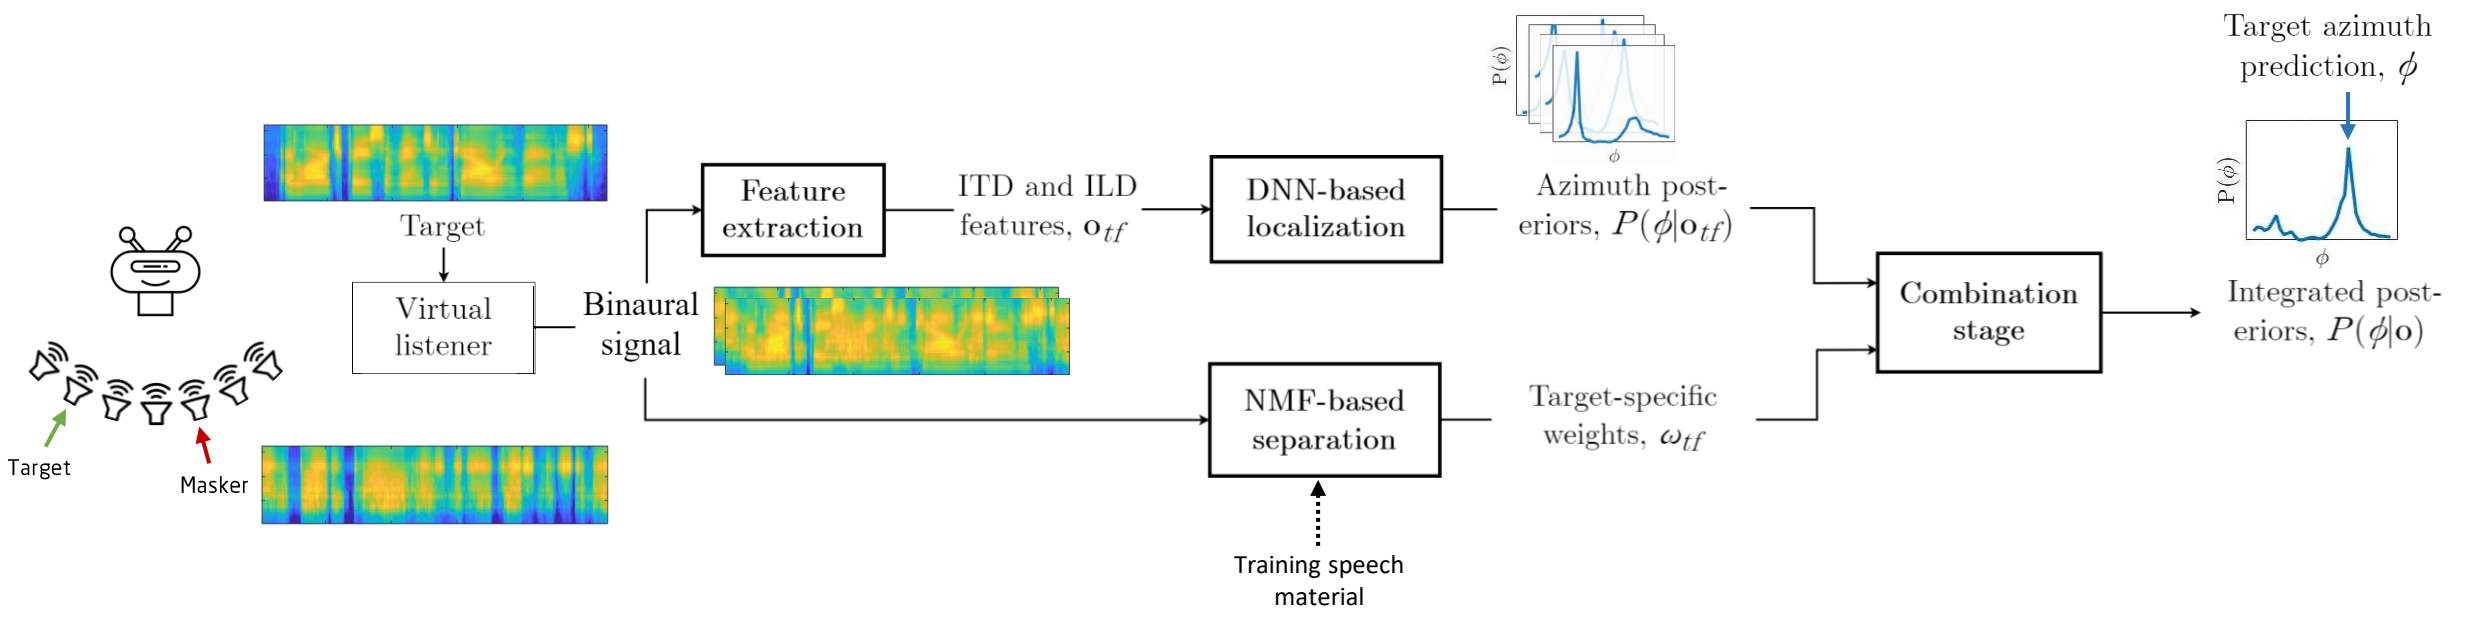 Target
Masker
Target
Virtual
listener
Binaural
signal
Feature
extraction
ITD and ILD
features, o_tf
DNN-based
localization
P(ϕ)
ϕ
Azimuth post-
eriors, P(ϕ|o_tf)
NMF-based
separation
Training speech
material
Target-specific
weights, ω_tf
Combination
stage
Target azimuth
prediction, ϕ
P(ϕ)
ϕ
Integrated post-
eriors, P(ϕ|o)